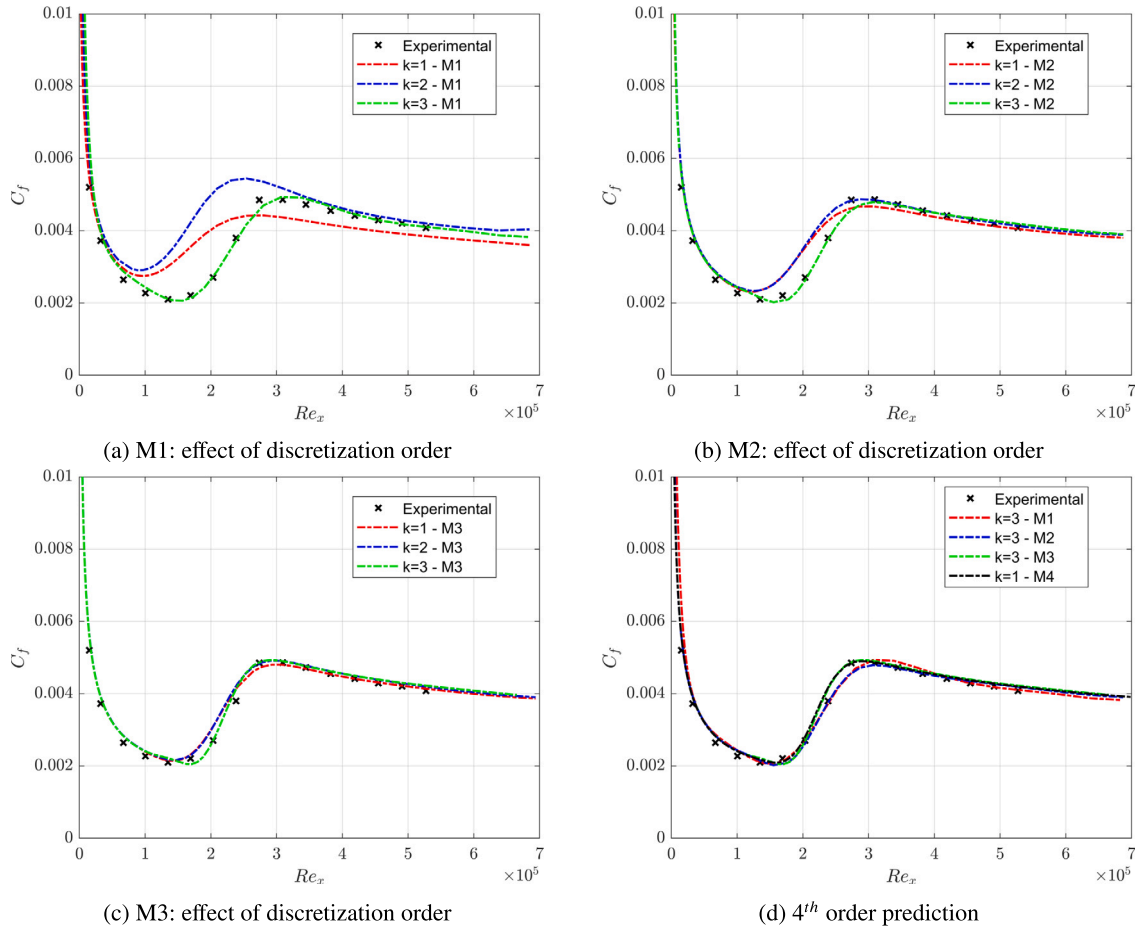 0.01
0.008
0.006
0.004
0.002
0
C_f
0 1 2 3 4 5 6 7
Re_x
×10^5
Experimental
k=1 - M1
k=2 - M1
k=3 - M1
(a) M1: effect of discretization order
0.01
0.008
0.006
0.004
0.002
0
C_f
0 1 2 3 4 5 6 7
Re_x
×10^5
Experimental
k=1 - M2
k=2 - M2
k=3 - M2
(b) M2: effect of discretization order
0.01
0.008
0.006
0.004
0.002
0
C_f
0 1 2 3 4 5 6 7
Re_x
×10^5
Experimental
k=1 - M3
k=2 - M3
k=3 - M3
(c) M3: effect of discretization order
0.01
0.008
0.006
0.004
0.002
0
C_f
0 1 2 3 4 5 6 7
Re_x
×10^5
Experimental
k=3 - M1
k=3 - M2
k=3 - M3
k=1 - M4
(d) 4^th order prediction